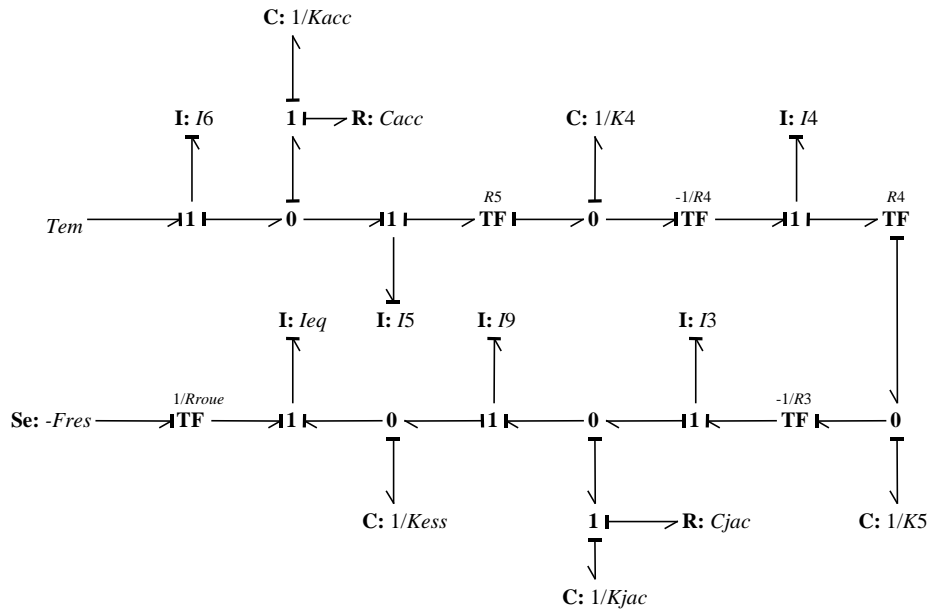 C: 1/Kacc
I: I6
1
R: Cacc
C: 1/K4
I: I4
R5
-1/R4
R4
Tem
1
0
1
TF
0
TF
1
TF
I: Ieq
I: I5
I: I9
I: I3
1/Rroue
-1/R3
Se: -Fres
TF
1
0
1
0
1
TF
0
C: 1/Kess
1
R: Cjac
C: 1/K5
C: 1/Kjac